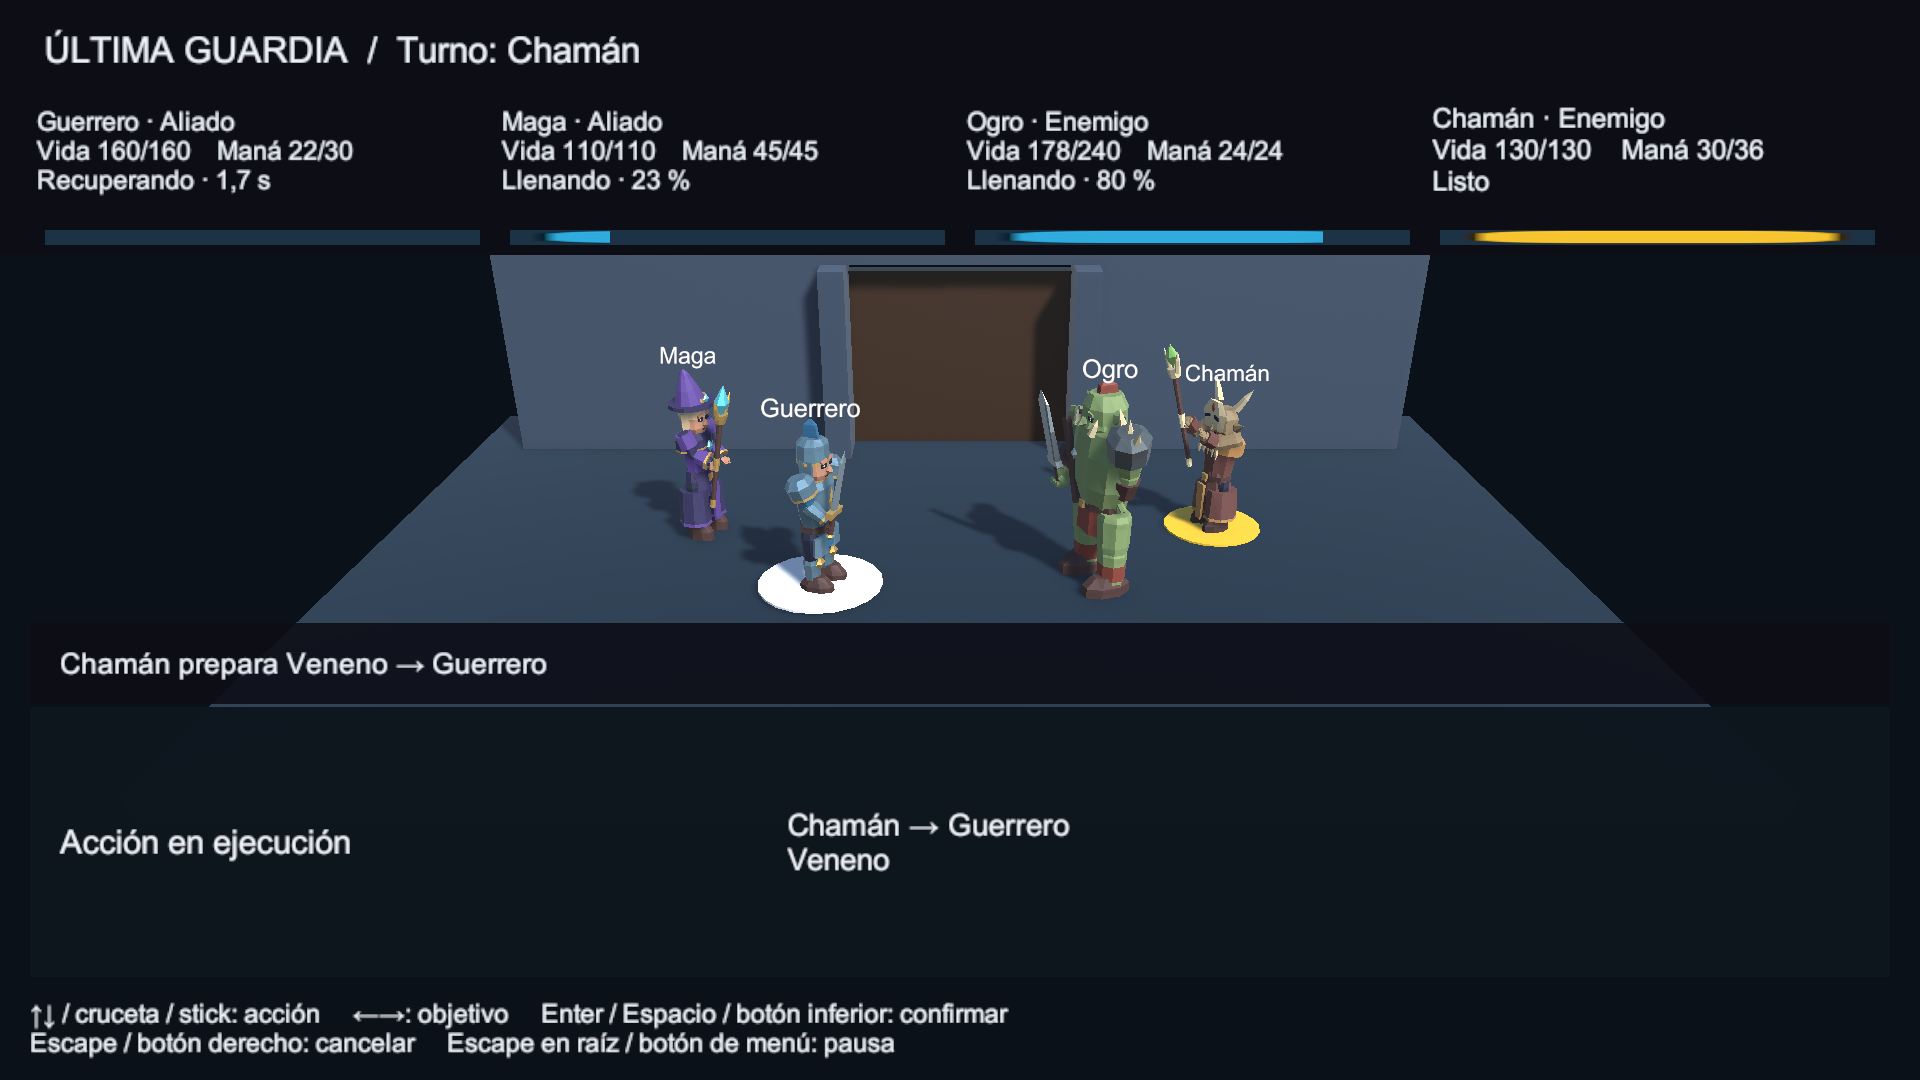 ÚLTIMA GUARDIA / Turno: Chamán
Guerrero · Aliado
Vida 160/160 Maná 22/30
Recuperando · 1,7 s
Maga · Aliado
Vida 110/110 Maná 45/45
Llenando · 23 %
Ogro · Enemigo
Vida 178/240 Maná 24/24
Llenando · 80 %
Chamán · Enemigo
Vida 130/130 Maná 30/36
Listo
Maga
Guerrero
Ogro
Chamán
Chamán prepara Veneno → Guerrero
Acción en ejecución
Chamán → Guerrero
Veneno
↑↓ / cruceta / stick: acción ←→: objetivo Enter / Espacio / botón inferior: confirmar
Escape / botón derecho: cancelar Escape en raíz / botón de menú: pausa